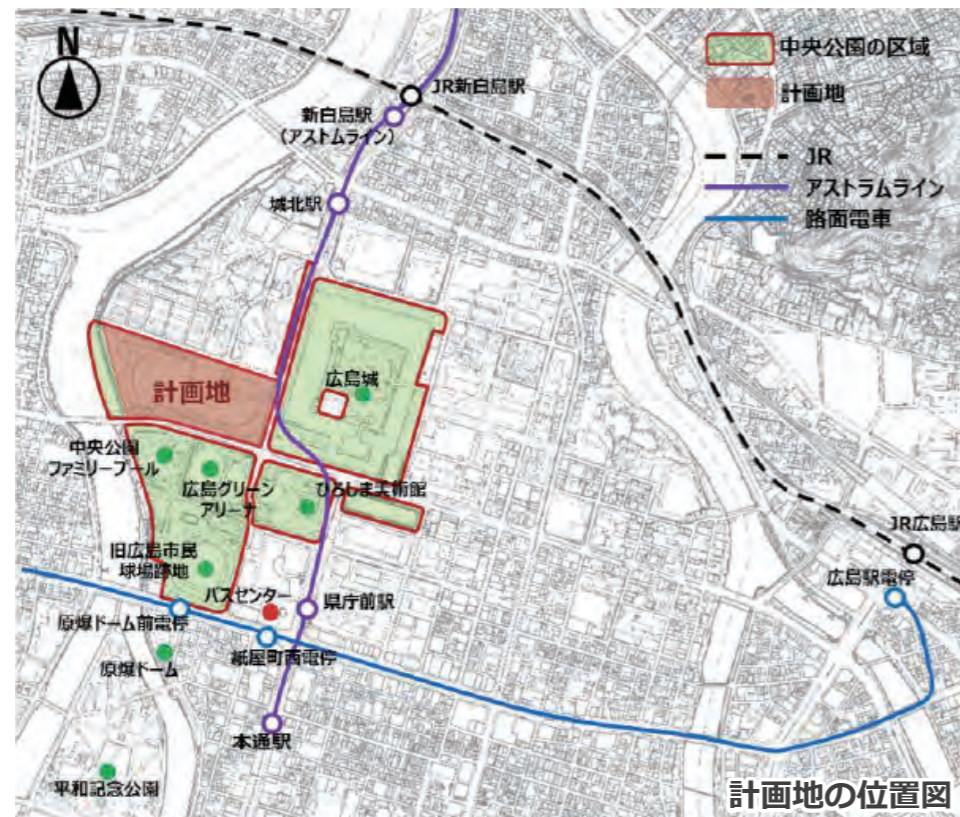 N
中央公園の区域
計画地
JR
アストラムライン
路面電車
JR新白島駅
新白島駅
(アストムライン)
城北駅
計画地
広島城
中央公園
ファミリープール
広島グリーン
アリーナ
ひろしま美術館
旧広島市民
球場跡地
バスセンター
県庁前駅
原爆ドーム前電停
紙屋町西電停
原爆ドーム
本通駅
平和記念公園
JR広島駅
広島駅電停
計画地の位置図